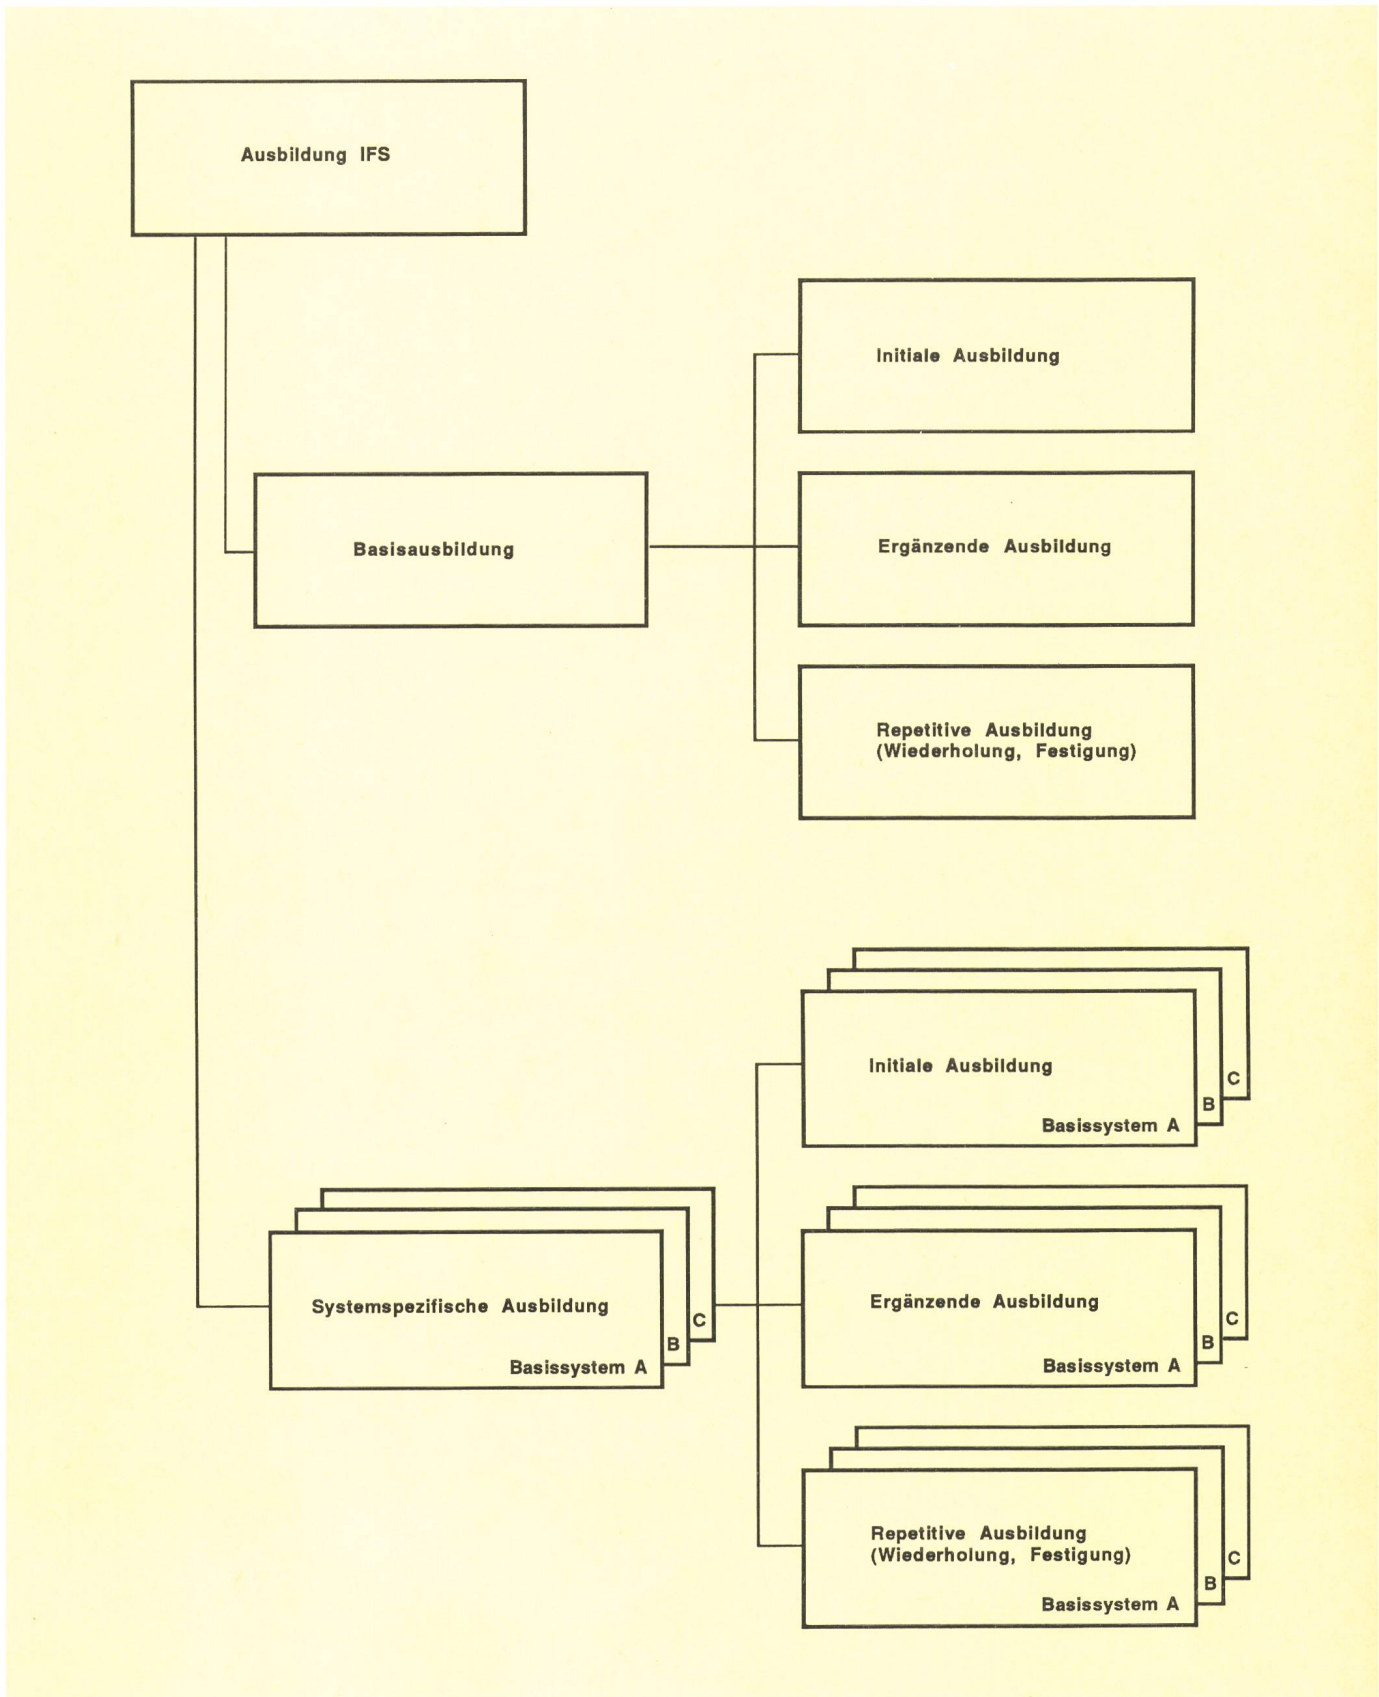 Ausbildung IFS
Initiale Ausbildung
Basisausbildung
Ergänzende Ausbildung
Repetitive Ausbildung
(Wiederholung, Festigung)
Initiale Ausbildung
Basissystem A
B
C
Systemspezifische Ausbildung
Basissystem A
B
C
Ergänzende Ausbildung
Basissystem A
B
C
Repetitive Ausbildung
(Wiederholung, Festigung)
Basissystem A
B
C